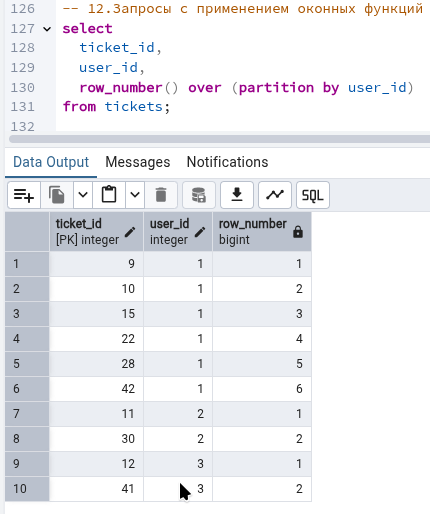 126 -- 12.Запросы с применением оконных функций
127 select
128 ticket_id,
129 user_id,
130 row_number() over (partition by user_id)
131 from tickets;
132
Data Output Messages Notifications
SQL
ticket_id user_id row_number
[PK] integer integer bigint
1 9 1 1
2 10 1 2
3 15 1 3
4 22 1 4
5 28 1 5
6 42 1 6
7 11 2 1
8 30 2 2
9 12 3 1
10 41 3 2